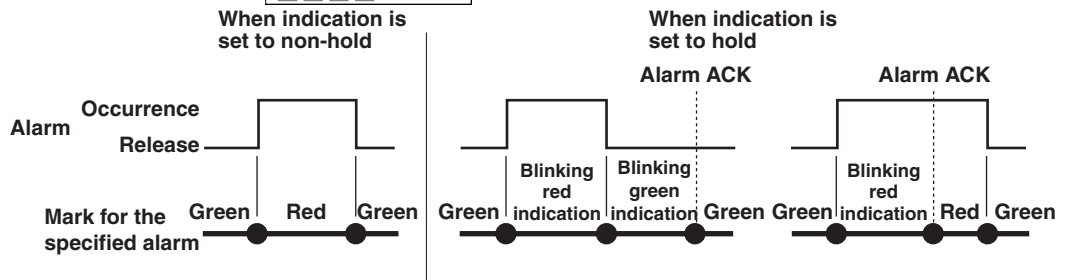 When indication is
set to non-hold
When indication is
set to hold
Alarm ACK
Alarm ACK
Alarm
Occurrence
Release
Blinking
red
indication
Blinking
green
indication
Blinking
red
indication
Mark for the
specified alarm
Green
Red
Green
Green
Green
Green
Red
Green